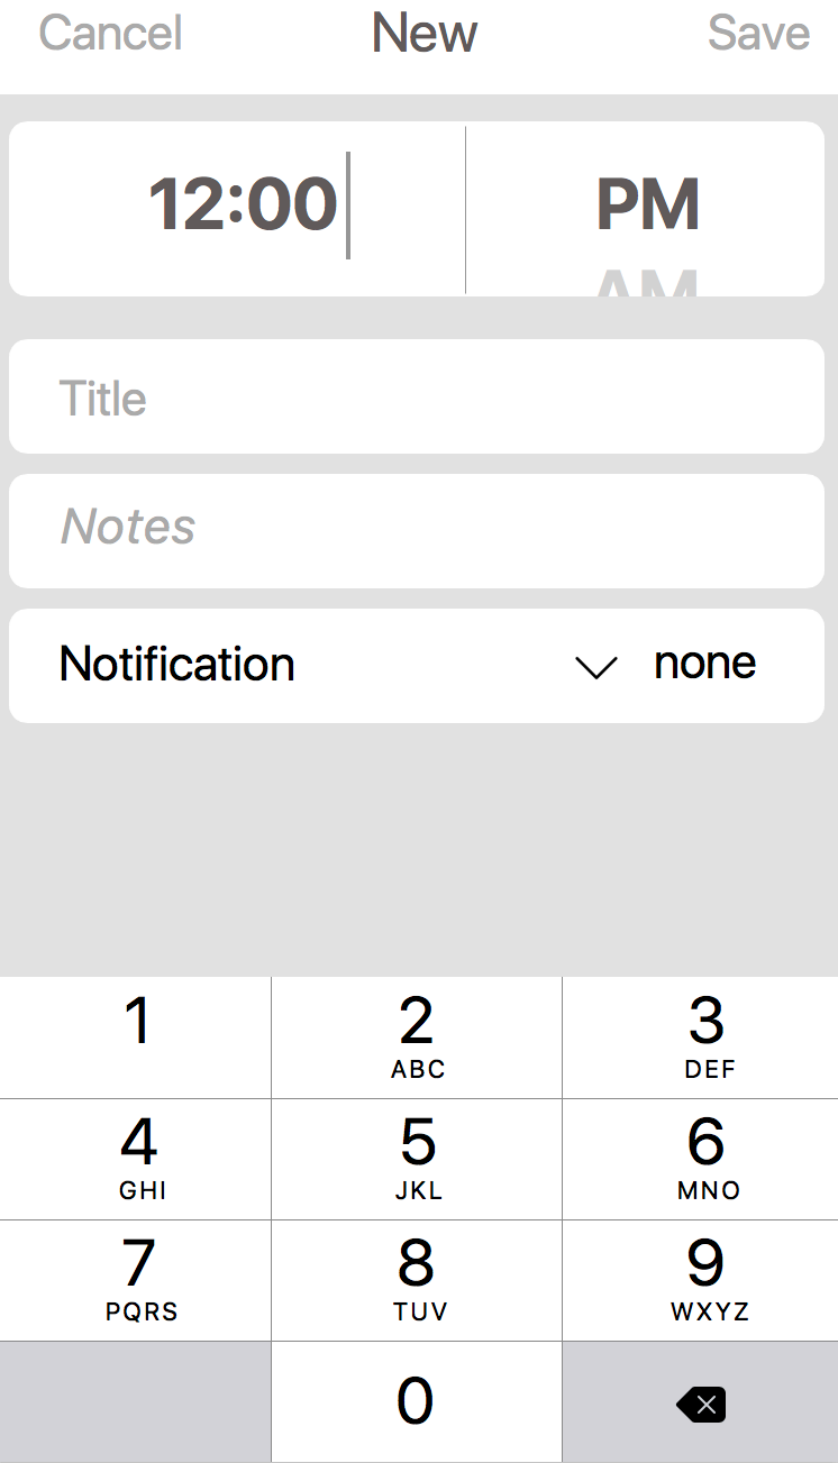 Cancel New Save
12:00 PM
AM
Title
Notes
Notification none
1 2 3
ABC DEF
4 5 6
GHI JKL MNO
7 8 9
PQRS TUV WXYZ
0